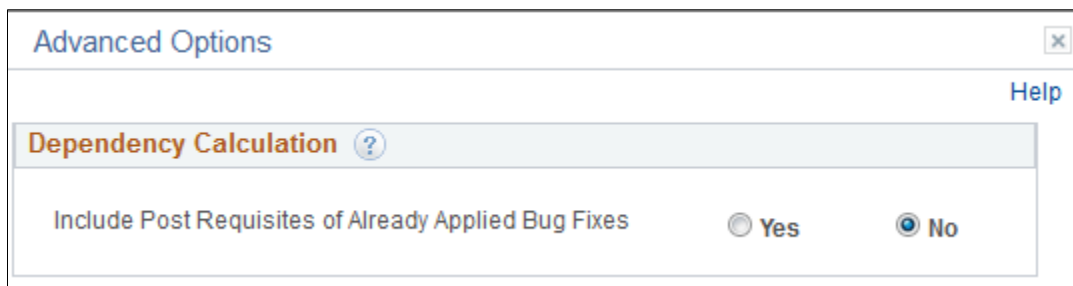 Advanced Options
Help
Dependency Calculation ?
Include Post Requisites of Already Applied Bug Fixes Yes No